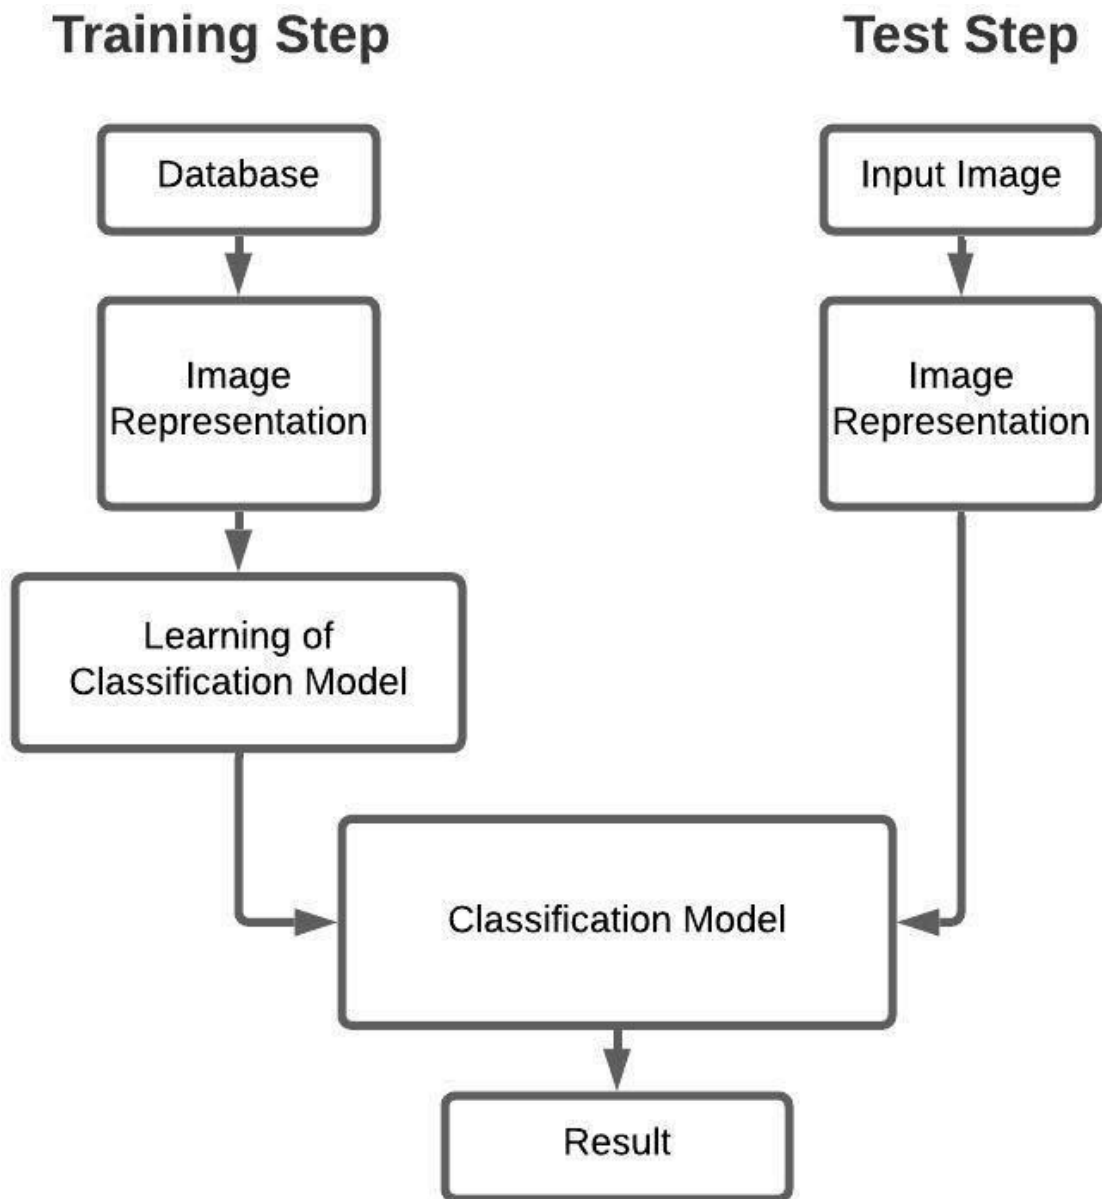 Training Step
Test Step
Database
Input Image
Image
Representation
Image
Representation
Learning of
Classification Model
Classification Model
Result